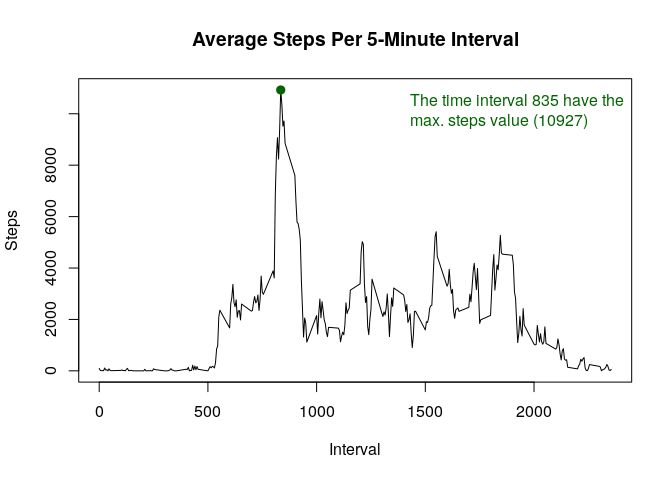 Average Steps Per 5-Minute Interval
The time interval 835 have the
max. steps value (10927)
Steps
8000
6000
4000
2000
0
0 500 1000 1500 2000
Interval